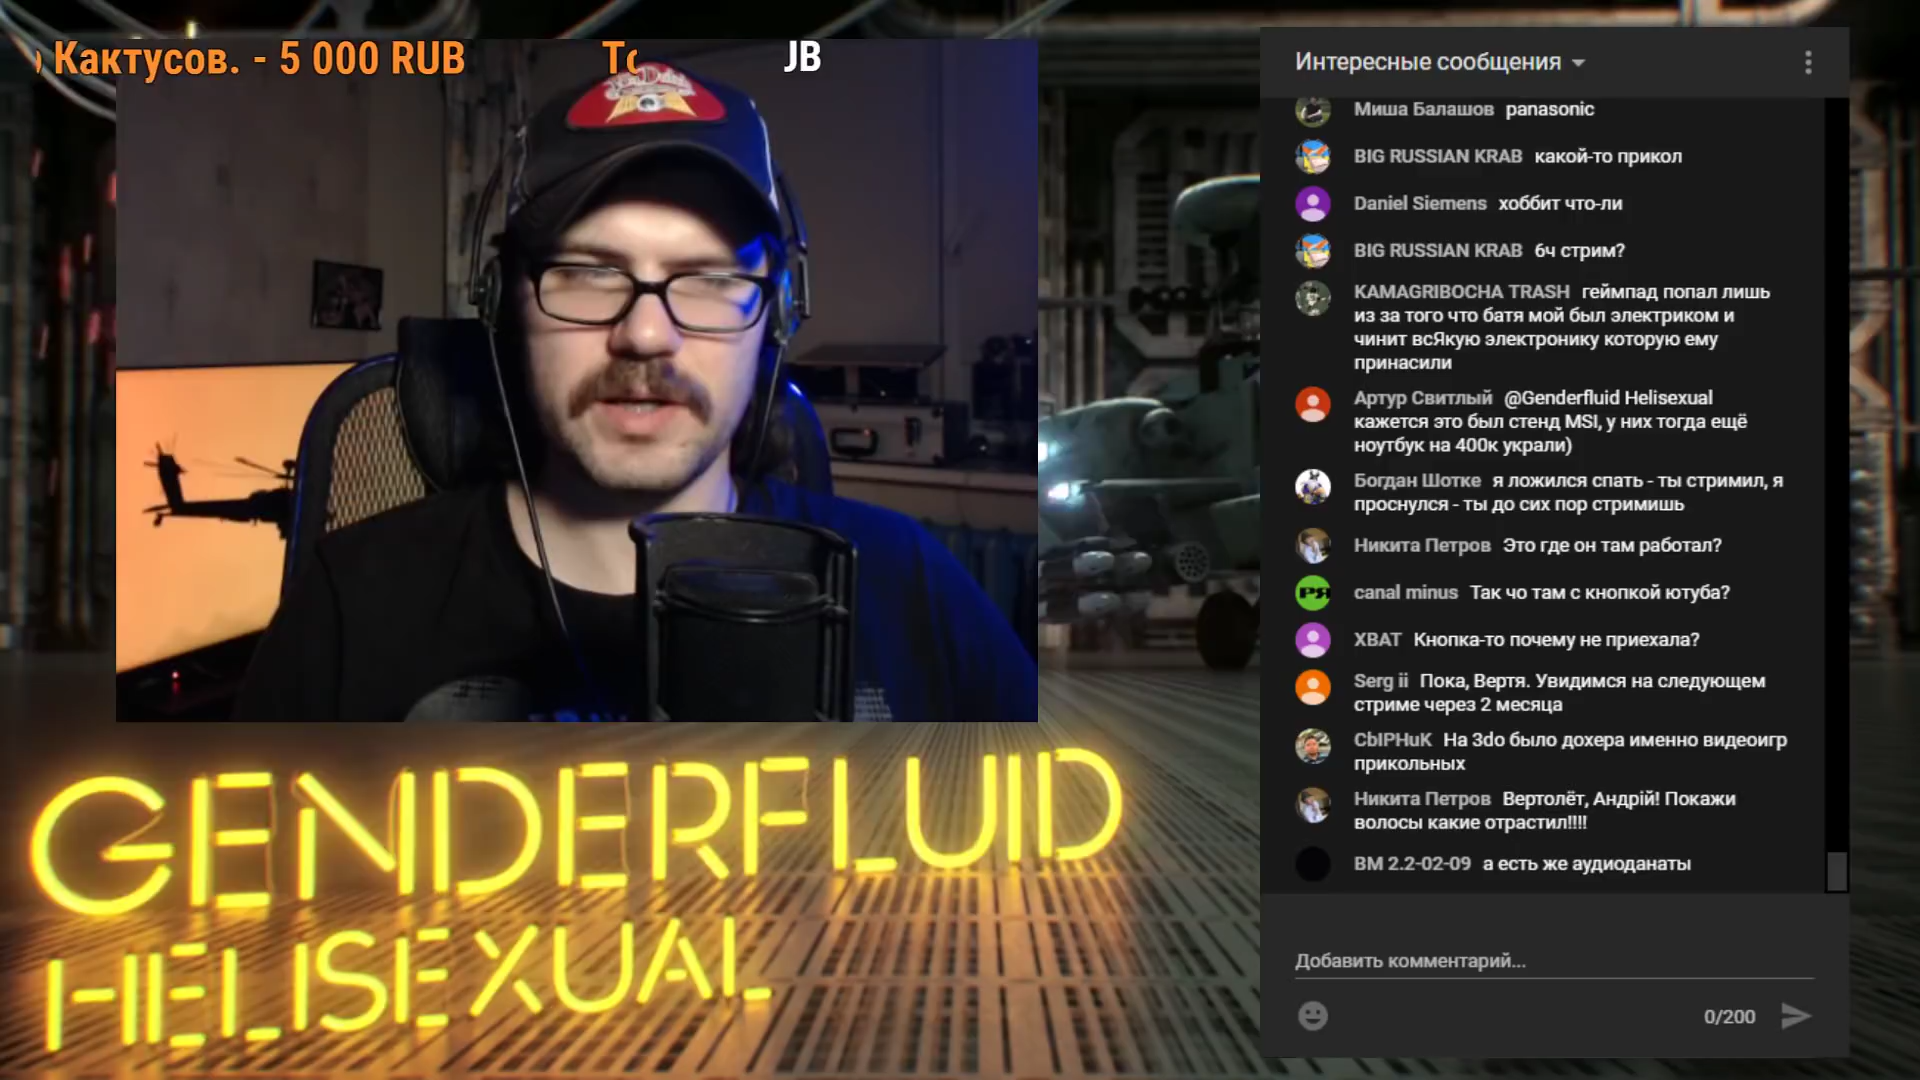 Кактусов. - 5 000 RUB
JB
Интересные сообщения
Миша Балашов panasonic
BIG RUSSIAN KRAB какой-то прикол
Daniel Siemens хоббит что-ли
BIG RUSSIAN KRAB 6ч стрим?
KAMAGRIBOCHA TRASH геймпад попал лишь
из за того что батя мой был электриком и
чинит всЯкую электронику которую ему
принасили
Артур Свитлый @Genderfluid Helisexual
кажется это был стенд MSI, у них тогда ещё
ноутбук на 400к украли)
Богдан Шотке я ложился спать - ты стримил, я
проснулся - ты до сих пор стримишь
Никита Петров Это где он там работал?
РЯ
canal minus Так чо там с кнопкой ютуба?
ХВАТ Кнопка-то почему не приехала?
Serg ii Пока, Вертя. Увидимся на следующем
стриме через 2 месяца
CbIPHuK На 3do было дохера именно видеоигр
прикольных
Никита Петров Вертолёт, Андрій! Покажи
волосы какие отрастил!!!!
ВМ 2.2-02-09 а есть же аудиоданаты
Добавить комментарий...
0/200
GENDERFLUID
HELISEXUAL